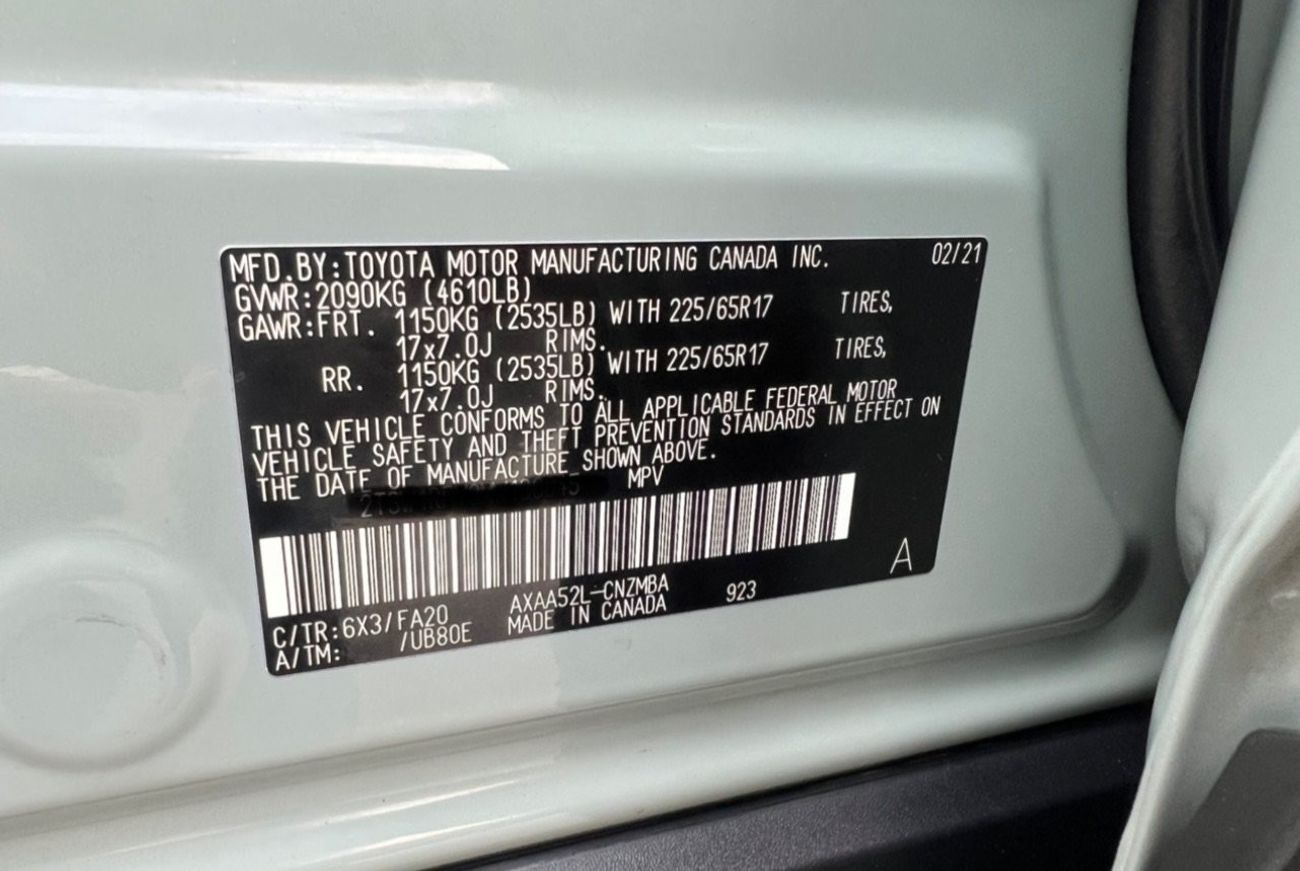 MFD.BY:TOYOTA MOTOR MANUFACTURING CANADA INC. 02/21
GVWR:2090KG (4610LB)
GAWR:FRT. 1150KG (2535LB) WITH 225/65R17 TIRES,
17x7.0J RIMS.
RR. 1150KG (2535LB) WITH 225/65R17 TIRES,
17x7.0J RIMS.
THIS VEHICLE CONFORMS TO ALL APPLICABLE FEDERAL MOTOR
VEHICLE SAFETY AND THEFT PREVENTION STANDARDS IN EFFECT ON
THE DATE OF MANUFACTURE SHOWN ABOVE.
MPV
A
C/TR:6X3/FA20 AXAA52L-CNZMBA 923
A/TM: /UB80E MADE IN CANADA